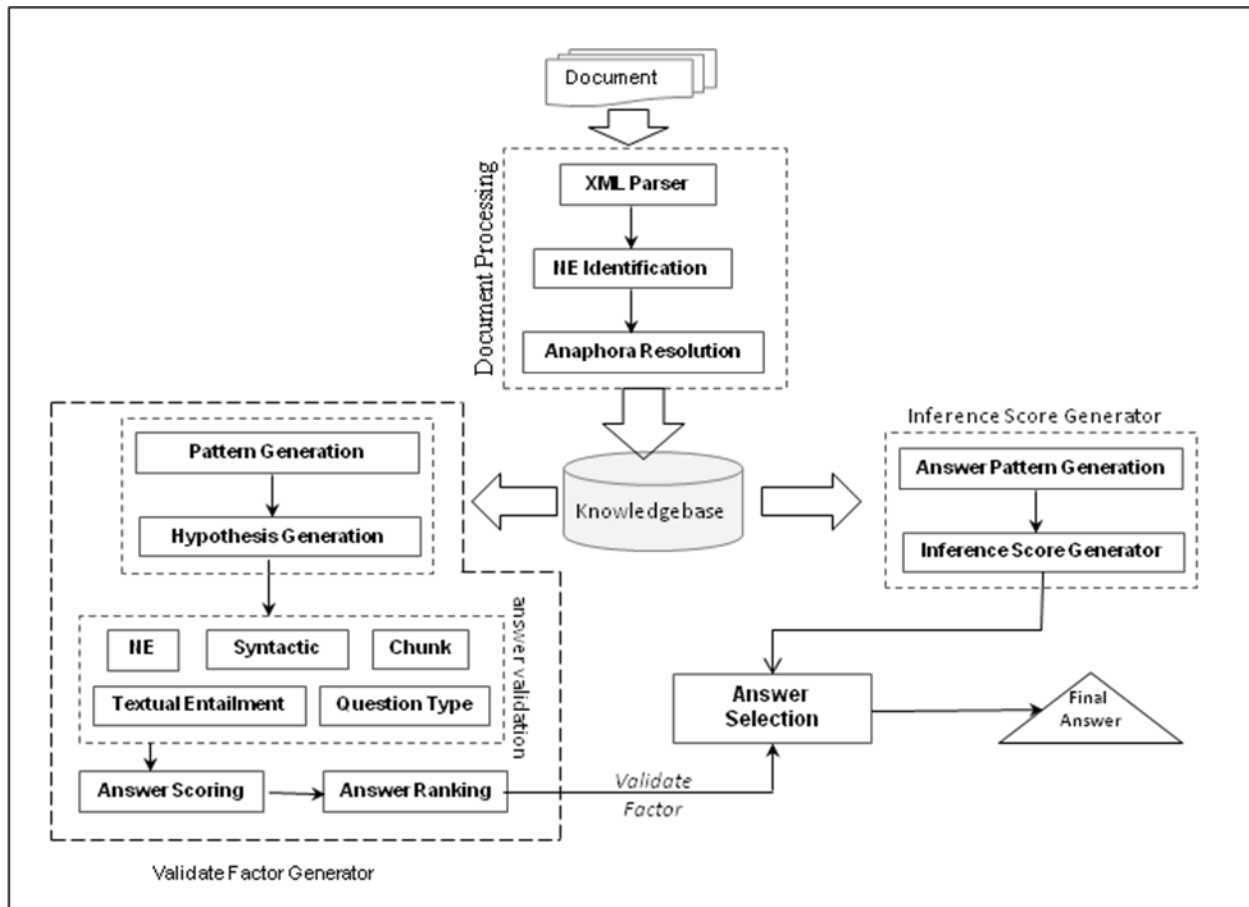 Document
Document Processing
XML Parser
NE Identification
Anaphora Resolution
Knowledgebase
Pattern Generation
Hypothesis Generation
answer validation
NE
Syntactic
Chunk
Textual Entailment
Question Type
Answer Scoring
Answer Ranking
Validate Factor Generator
Validate
Factor
Inference Score Generator
Answer Pattern Generation
Inference Score Generator
Answer
Selection
Final
Answer